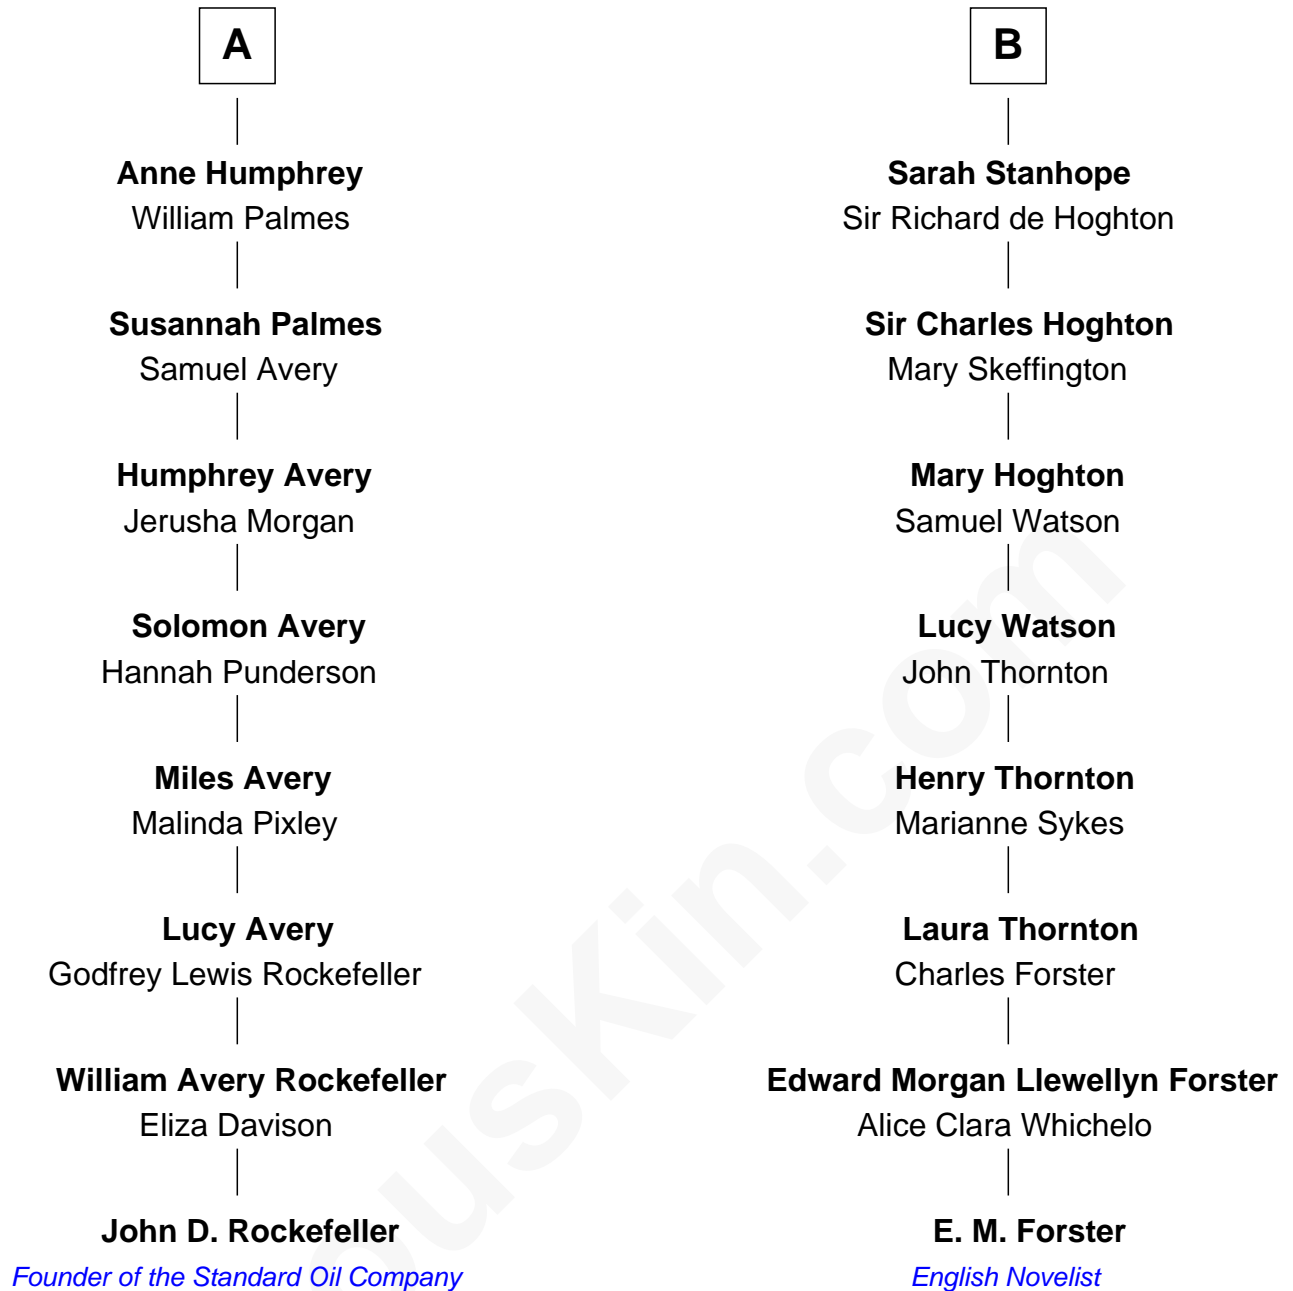 A
Anne Humphrey
William Palmes
Susannah Palmes
Samuel Avery
Humphrey Avery
Jerusha Morgan
Solomon Avery
Hannah Punderson
Miles Avery
Malinda Pixley
Lucy Avery
Godfrey Lewis Rockefeller
William Avery Rockefeller
Eliza Davison
John D. Rockefeller
Founder of the Standard Oil Company
B
Sarah Stanhope
Sir Richard de Hoghton
Sir Charles Hoghton
Mary Skeffington
Mary Hoghton
Samuel Watson
Lucy Watson
John Thornton
Henry Thornton
Marianne Sykes
Laura Thornton
Charles Forster
Edward Morgan Llewellyn Forster
Alice Clara Whichelo
E. M. Forster
English Novelist
ousKin.com